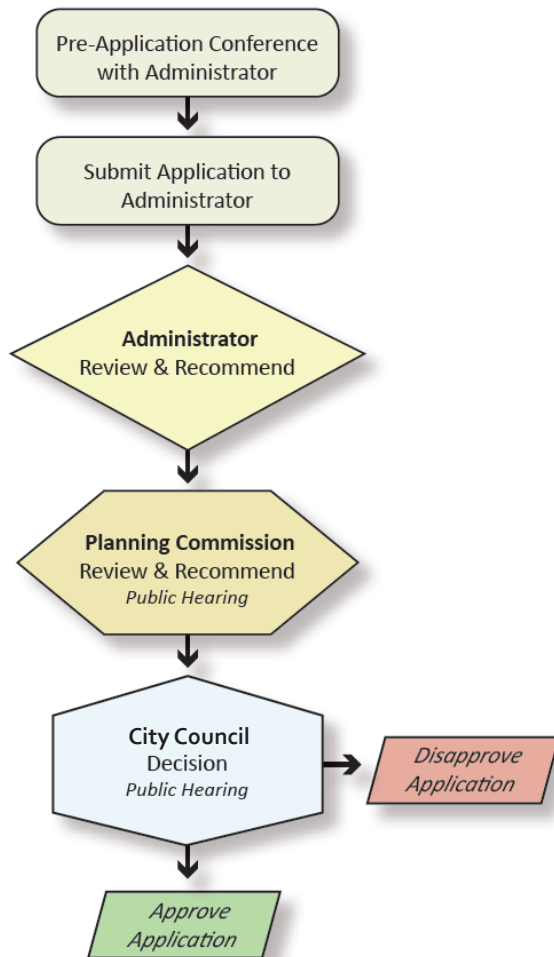 Pre-Application Conference
with Administrator
Submit Application to
Administrator
Administrator
Review & Recommend
Planning Commission
Review & Recommend
Public Hearing
City Council
Decision
Public Hearing
Disapprove
Application
Approve
Application